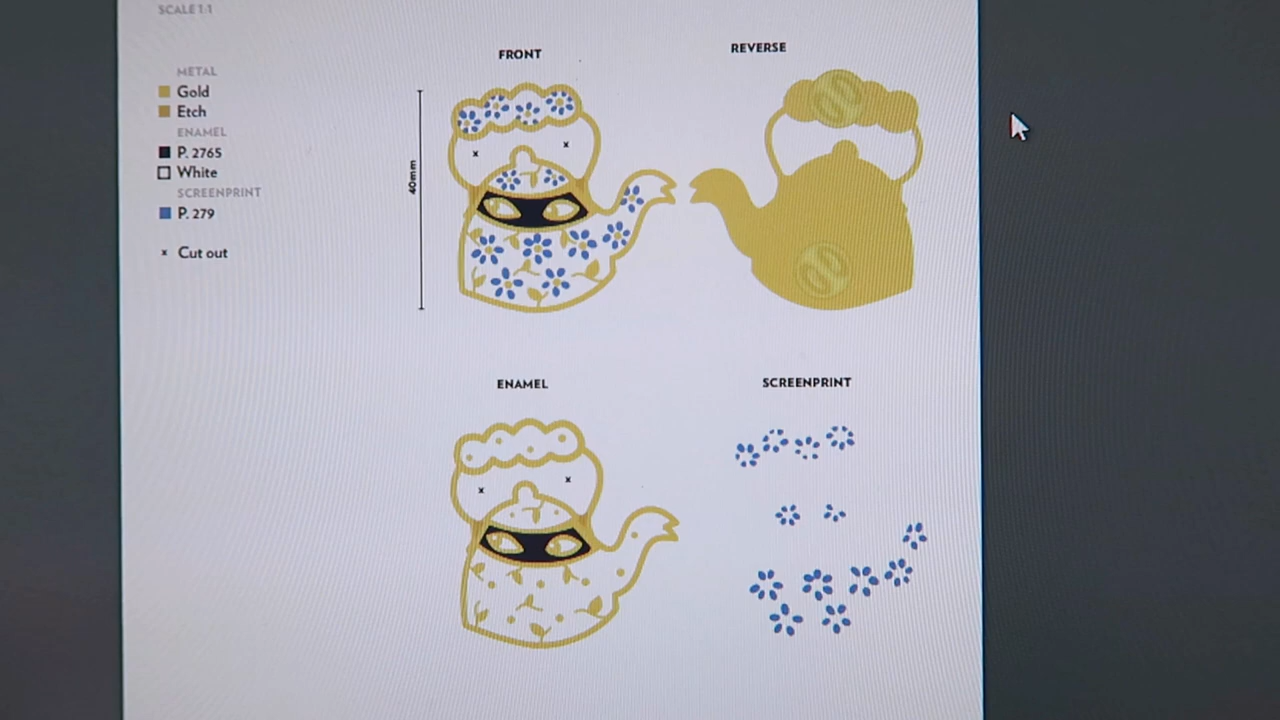 SCALE 1:1
METAL
Gold
Etch
ENAMEL
P. 2765
White
SCREENPRINT
P. 279
x Cut out
FRONT
REVERSE
40mm
x
x
ENAMEL
SCREENPRINT
x
x